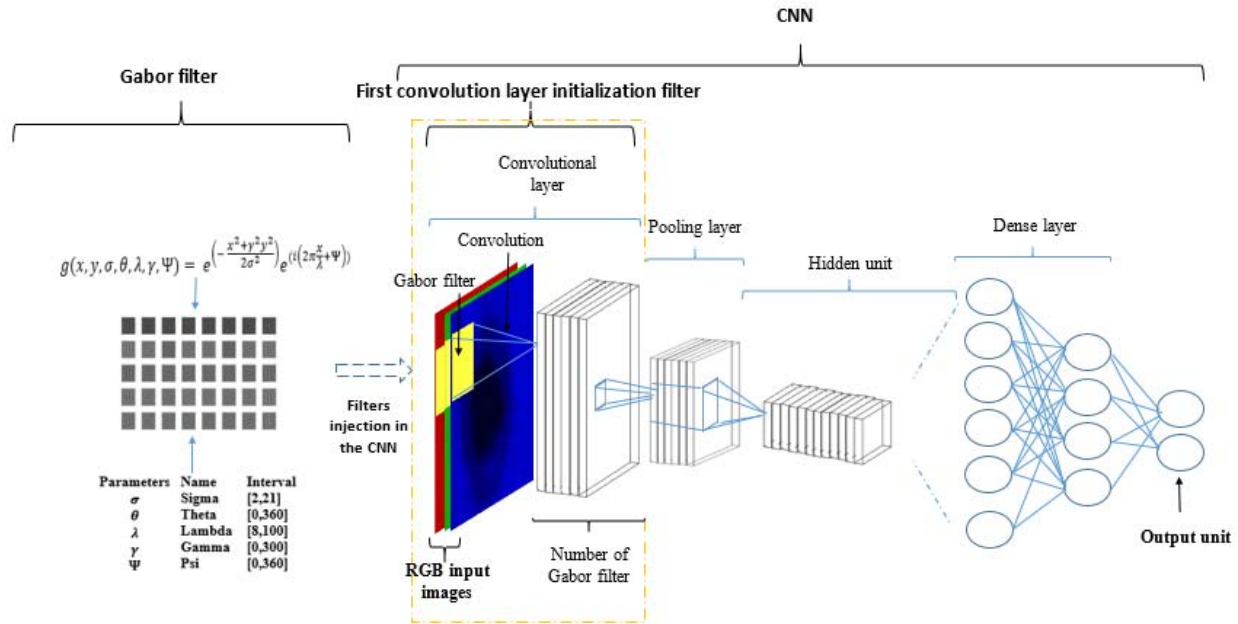 CNN
Gabor filter
First convolution layer initialization filter
Convolutional
layer
Pooling layer
Dense layer
Convolution
Hidden unit
g(x, y, σ, θ, λ, γ, Ψ) = e^(-(x²+γ²y²)/(2σ²)) e^(i(2π x/λ +Ψ))
Gabor filter
Filters
injection in
the CNN
Parameters Name Interval
σ Sigma [2,21]
θ Theta [0,360]
λ Lambda [8,100]
γ Gamma [0,300]
Ψ Psi [0,360]
RGB input
images
Number of
Gabor filter
Output unit